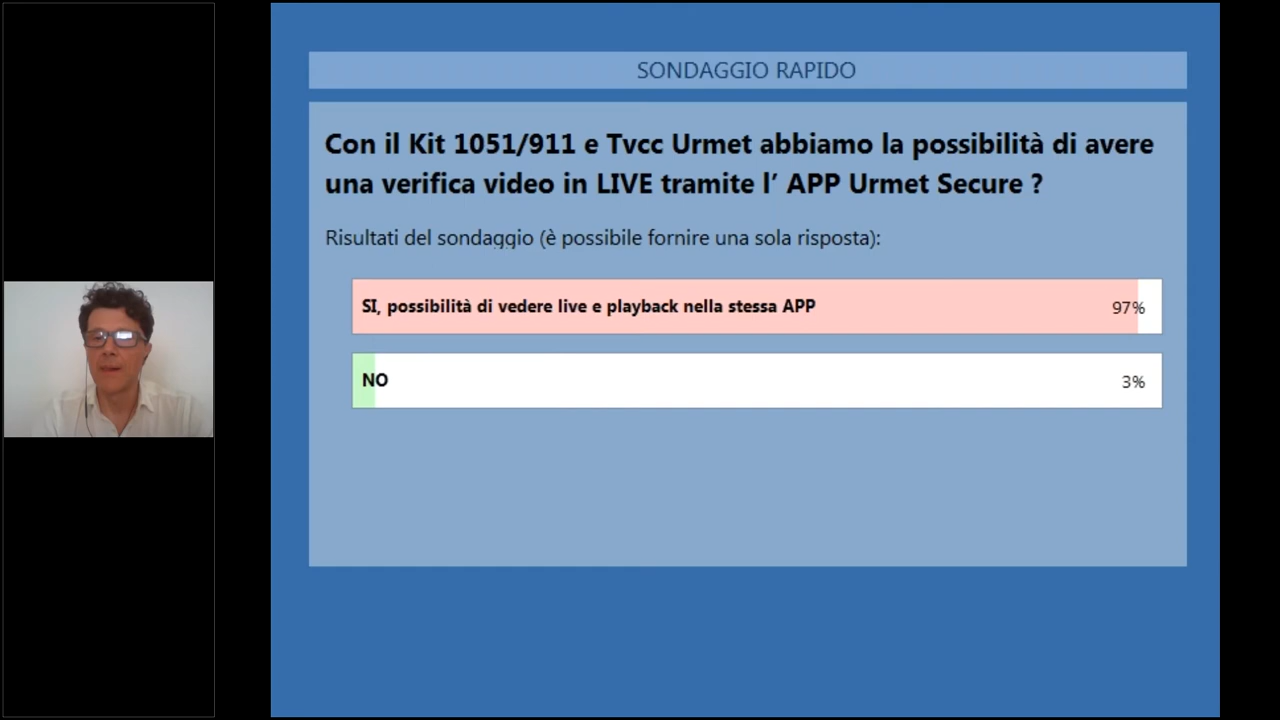 SONDAGGIO RAPIDO
Con il Kit 1051/911 e Tvcc Urmet abbiamo la possibilità di avere
una verifica video in LIVE tramite l’ APP Urmet Secure ?
Risultati del sondaggio (è possibile fornire una sola risposta):
SI, possibilità di vedere live e playback nella stessa APP 97%
NO 3%